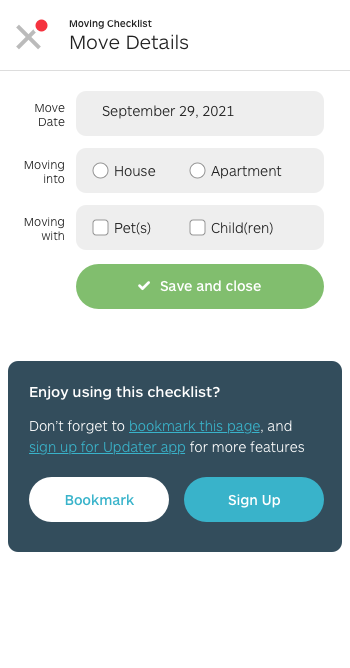 Moving Checklist
Move Details
Move
Date
September 29, 2021
Moving
into
House
Apartment
Moving
with
Pet(s)
Child(ren)
Save and close
Enjoy using this checklist?
Don't forget to bookmark this page, and
sign up for Updater app for more features
Bookmark
Sign Up